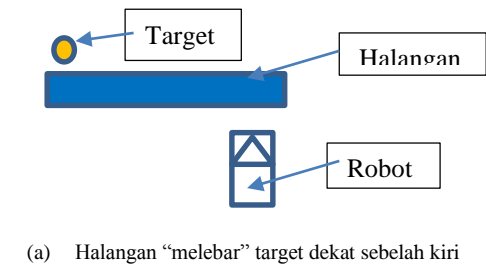 Target
Halangan
Robot
(a) Halangan “melebar” target dekat sebelah kiri